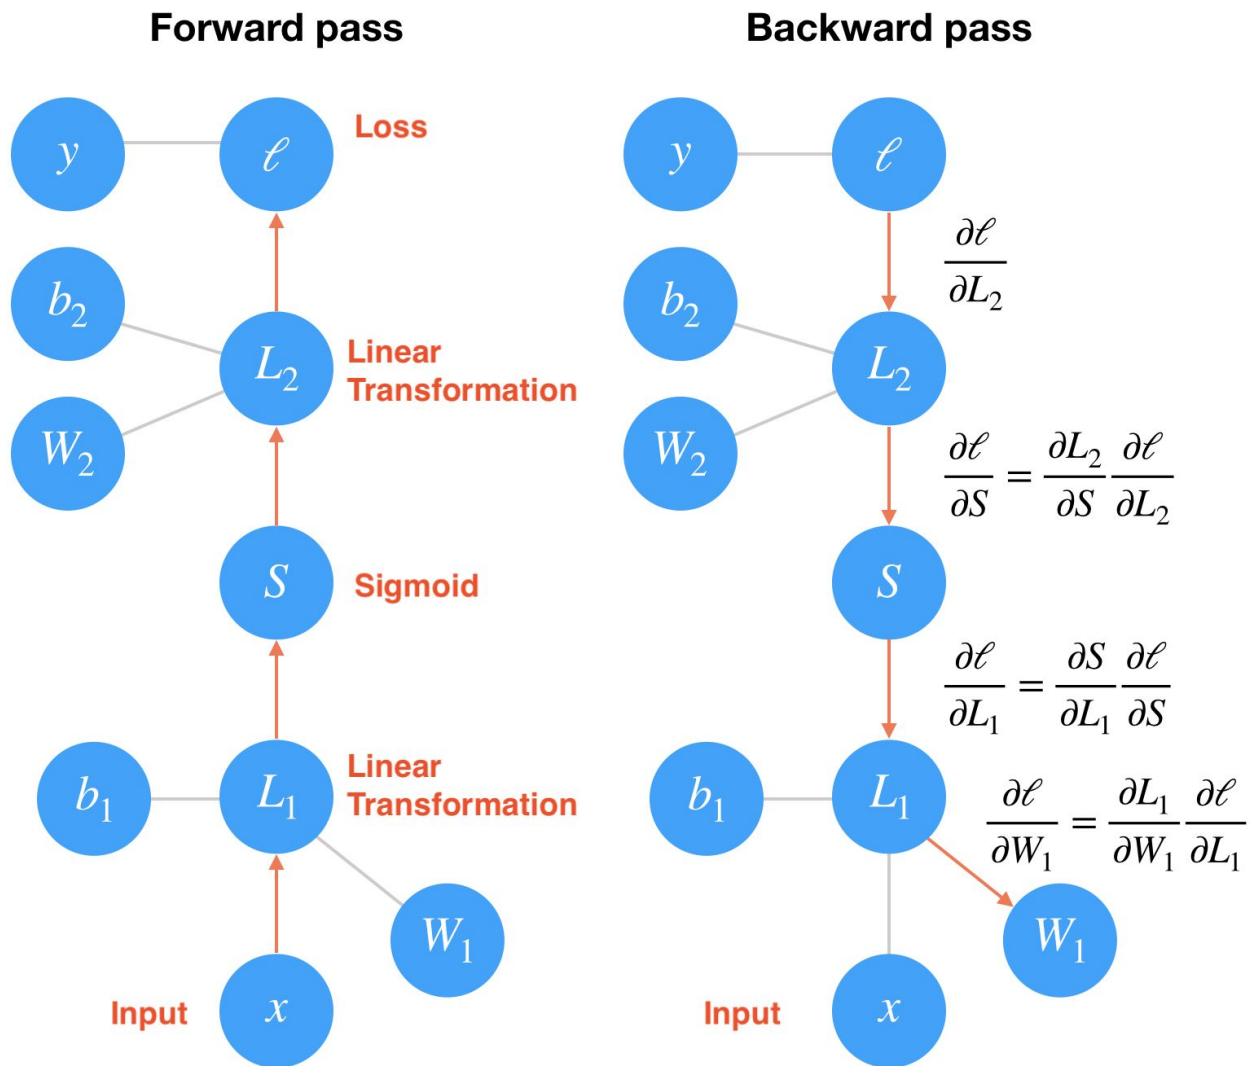 Forward pass
y
ℓ
Loss
b₂
L₂
Linear
Transformation
W₂
S
Sigmoid
b₁
L₁
Linear
Transformation
W₁
Input
x
Backward pass
y
ℓ
∂ℓ/∂L₂
b₂
L₂
W₂
∂ℓ/∂S = ∂L₂/∂S ∂ℓ/∂L₂
S
∂ℓ/∂L₁ = ∂S/∂L₁ ∂ℓ/∂S
b₁
L₁
∂ℓ/∂W₁ = ∂L₁/∂W₁ ∂ℓ/∂L₁
W₁
Input
x